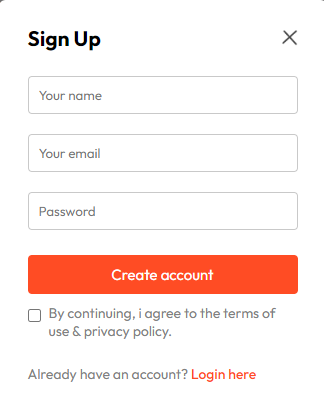 Sign Up
Your name
Your email
Password
Create account
By continuing, i agree to the terms of
use & privacy policy.
Already have an account? Login here